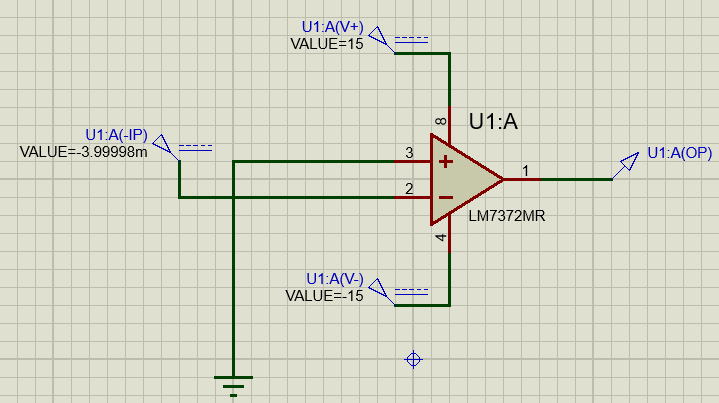 U1:A(V+)
VALUE=15
8
U1:A
U1:A(-IP)
VALUE=-3.99998m
3
2
1
U1:A(OP)
LM7372MR
4
U1:A(V-)
VALUE=-15